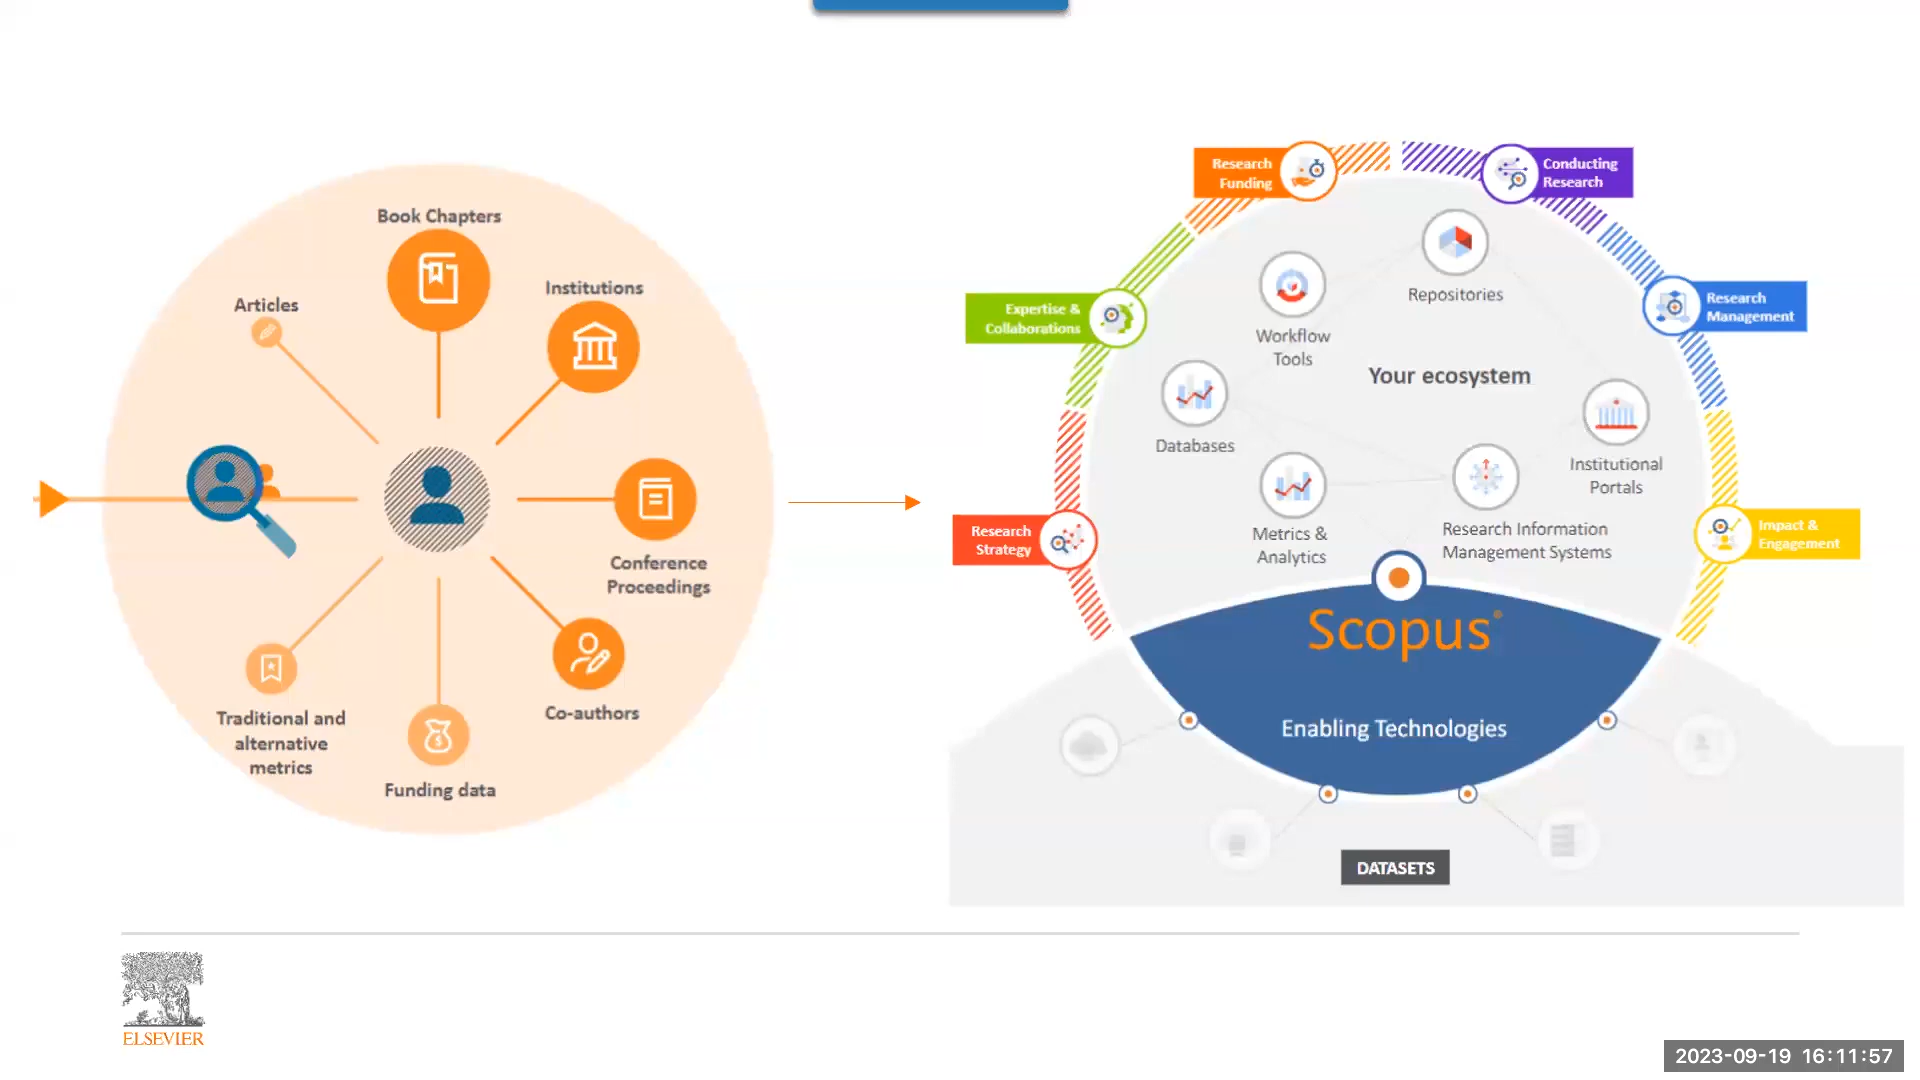 Book Chapters
Institutions
Articles
Conference
Proceedings
Co-authors
Funding data
Traditional and
alternative
metrics
Research
Funding
Conducting
Research
Expertise &
Collaborations
Research
Management
Research
Strategy
Impact &
Engagement
Repositories
Workflow
Tools
Your ecosystem
Databases
Institutional
Portals
Metrics &
Analytics
Research Information
Management Systems
Scopus®
Enabling Technologies
DATASETS
ELSEVIER
2023-09-19 16:11:57